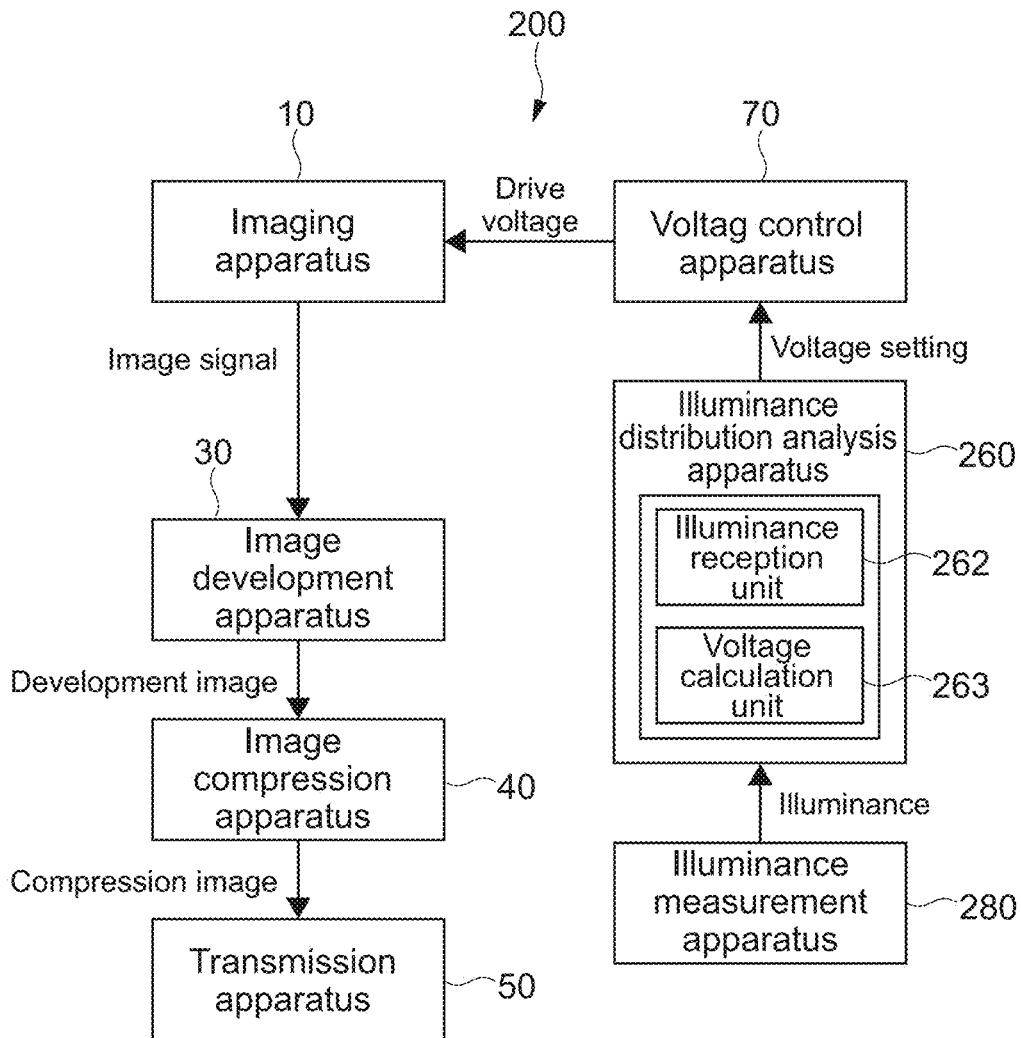 200
10
70
Imaging
apparatus
Drive
voltage
Voltag control
apparatus
Image signal
Voltage setting
Illuminance
distribution analysis
apparatus
260
30
Image
development
apparatus
Illuminance
reception
unit
262
Development image
Voltage
calculation
unit
263
Image
compression
apparatus
40
Illuminance
Compression image
Illuminance
measurement
apparatus
280
Transmission
apparatus
50